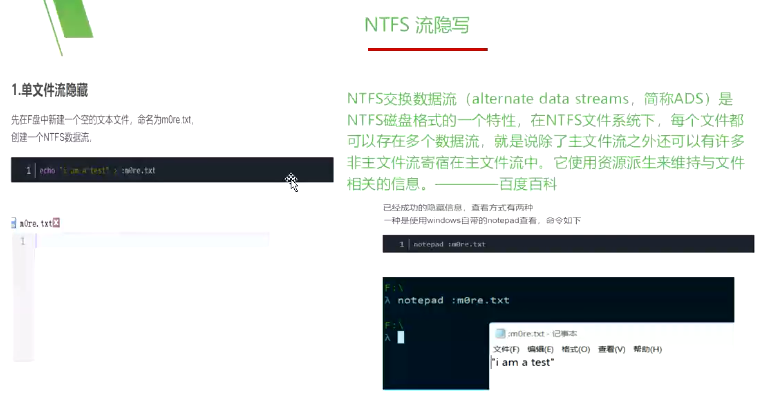 NTFS 流隐写
1.单文件流隐藏
先在F盘中新建一个空的文本文件，命名为m0re.txt,
创建一个NTFS数据流,
1 echo "i am a test" > :m0re.txt
m0re.txt
1
NTFS交换数据流（alternate data streams，简称ADS）是
NTFS磁盘格式的一个特性，在NTFS文件系统下，每个文件都
可以存在多个数据流，就是说除了主文件流之外还可以有许多
非主文件流寄宿在主文件流中。它使用资源派生来维持与文件
相关的信息。————百度百科
已经成功的隐藏信息，查看方式有两种
一种是使用windows自带的notepad查看，命令如下
1 notepad :m0re.txt
F:\
λ notepad :m0re.txt
F:\
λ
:m0re.txt - 记事本
文件(F) 编辑(E) 格式(O) 查看(V) 帮助(H)
"i am a test"